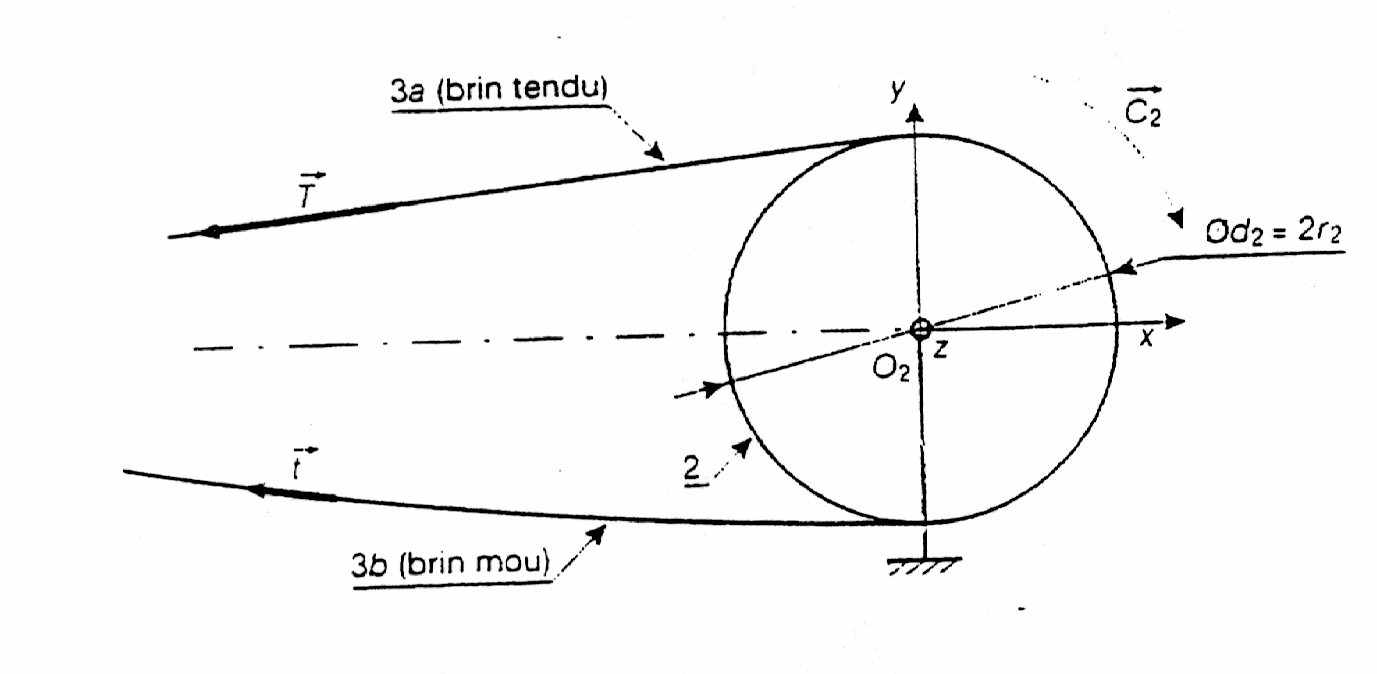 3a (brin tendu)
y
C₂
T
Ød₂ = 2r₂
x
z
O₂
t
2
3b (brin mou)